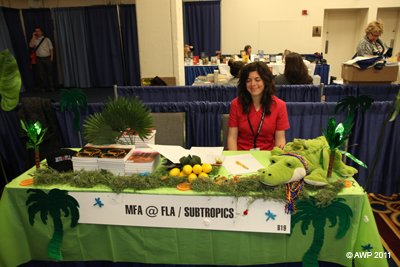 MFA @ FLA / SUBTROPICS
B19
© AWP 2011